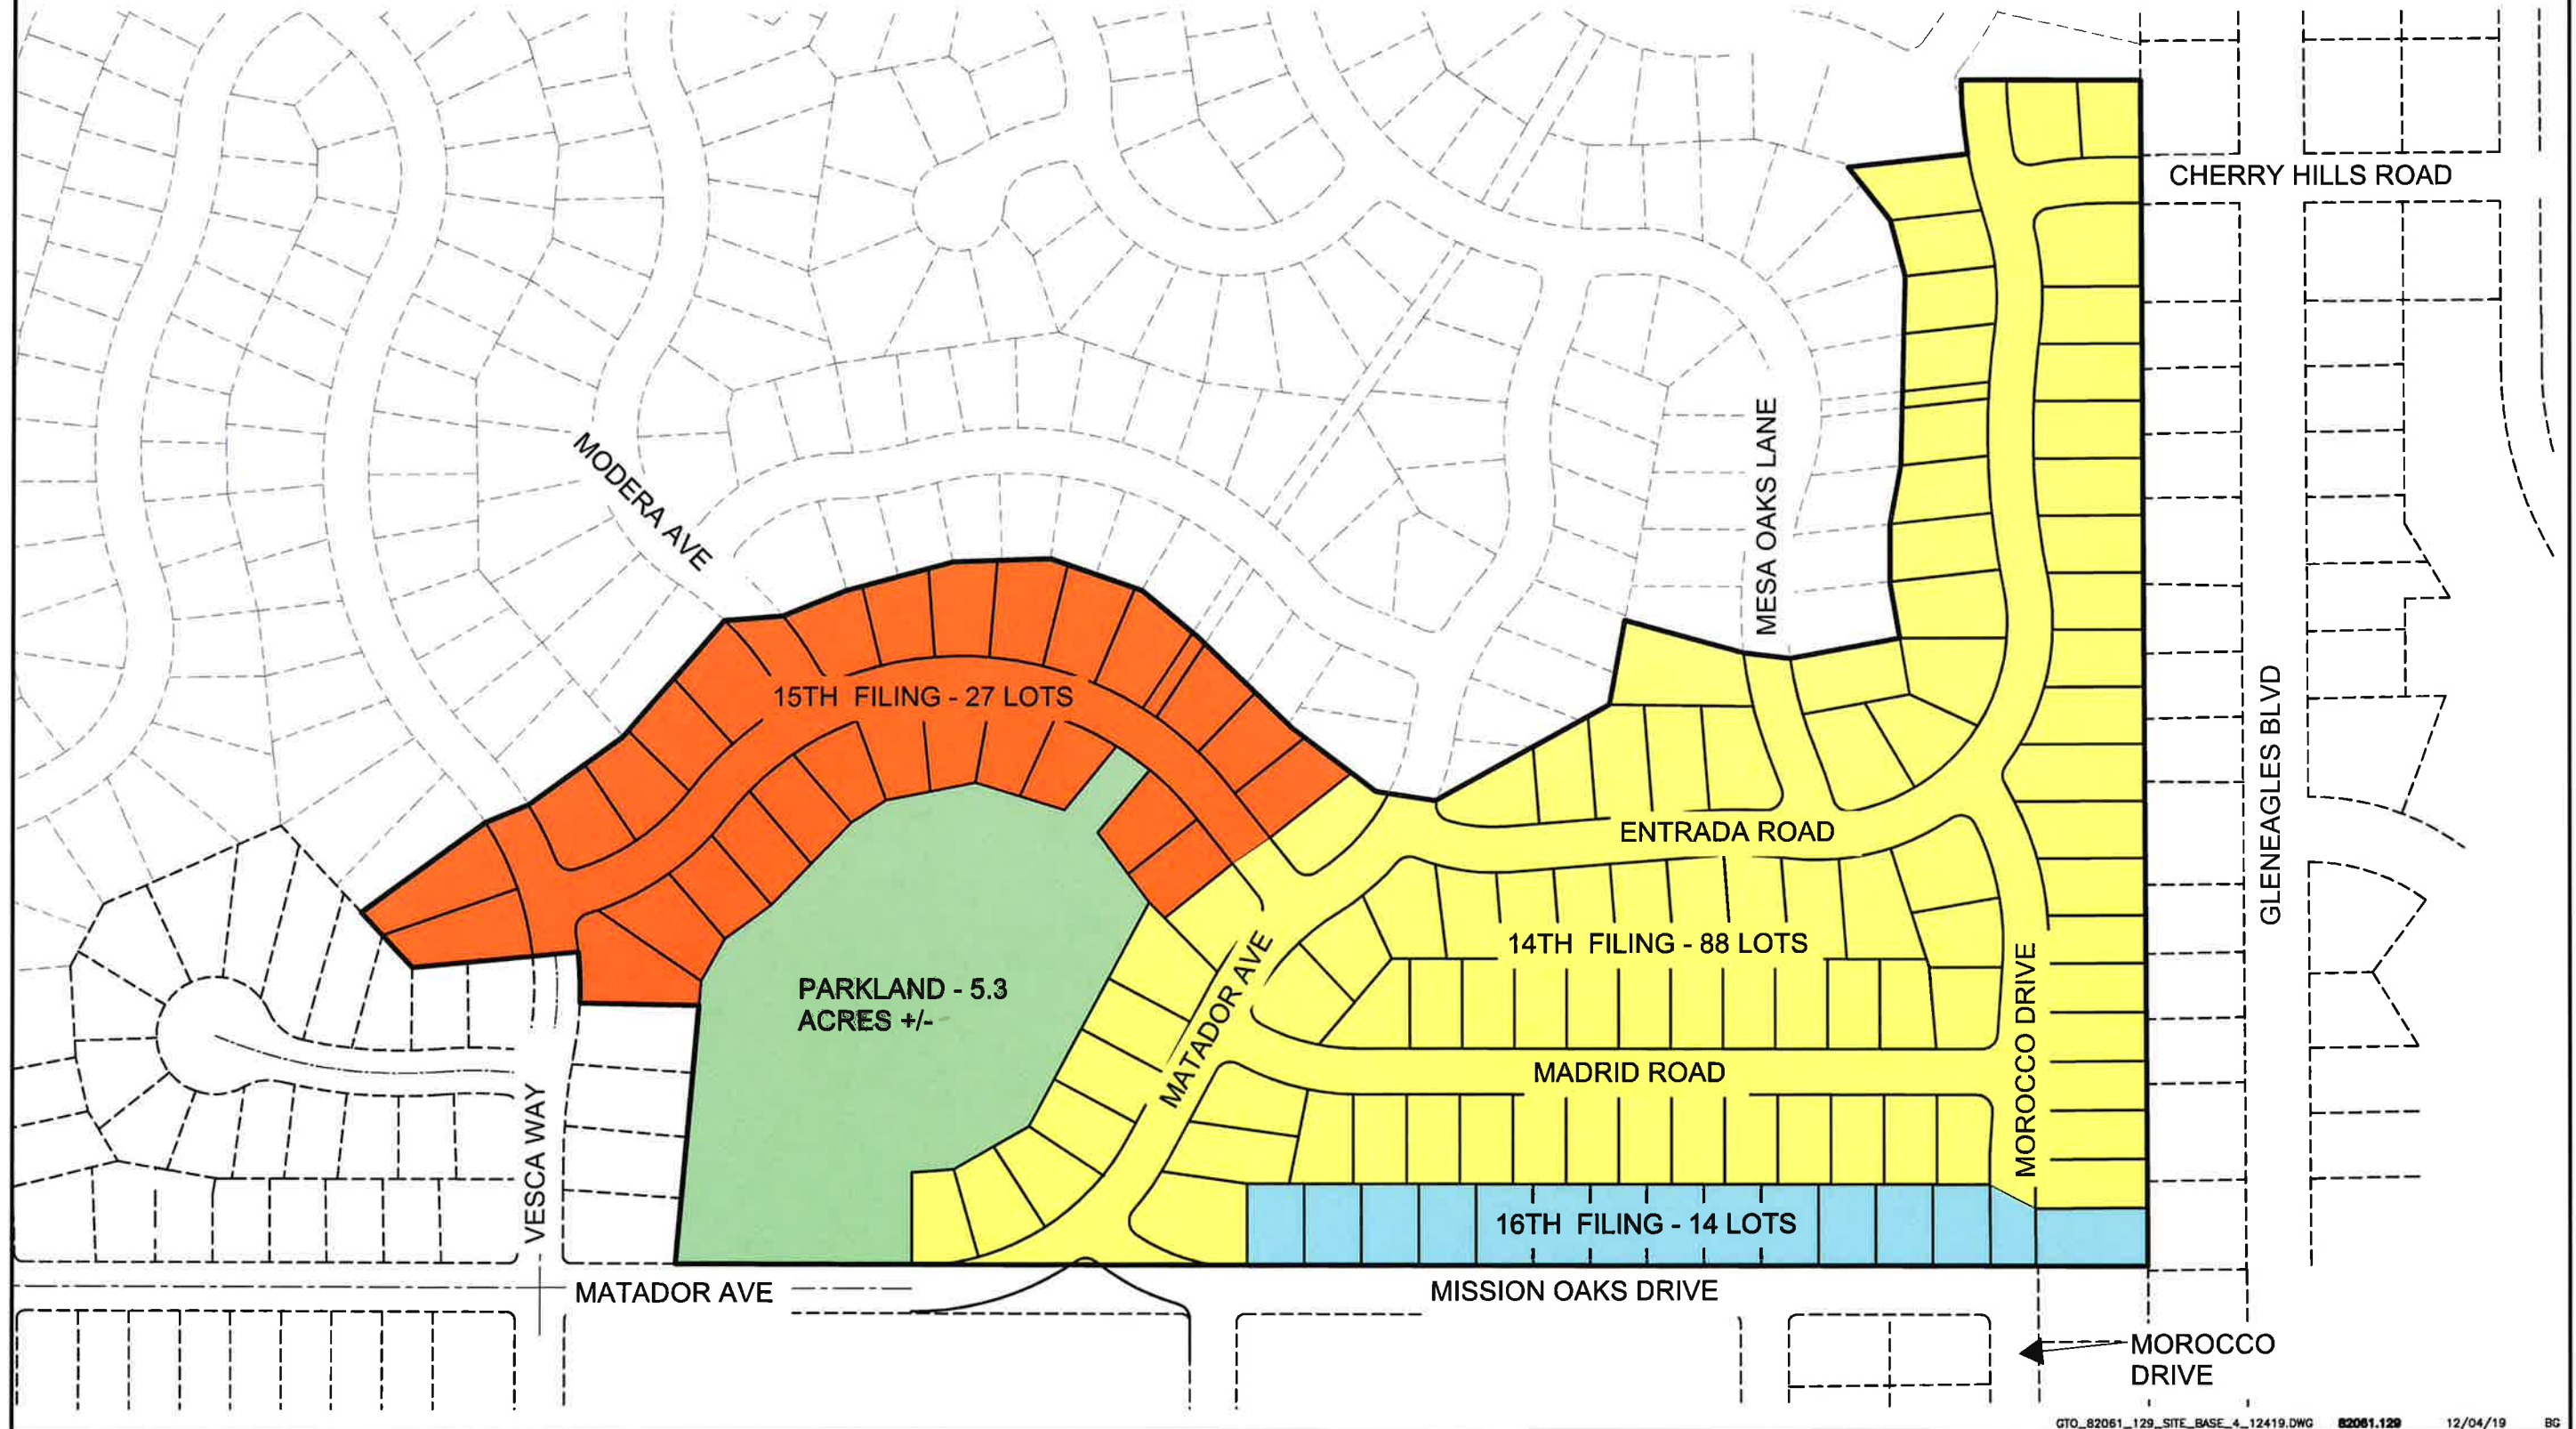 CHERRY HILLS ROAD
MODERA AVE
MESA OAKS LANE
15TH FILING - 27 LOTS
GLENEAGLES BLVD
ENTRADA ROAD
14TH FILING - 88 LOTS
PARKLAND - 5.3
ACRES +/-
MATADOR AVE
MOROCCO DRIVE
MADRID ROAD
VESCA WAY
16TH FILING - 14 LOTS
MATADOR AVE
MISSION OAKS DRIVE
MOROCCO
DRIVE
GTO_82061_129_SITE_BASE_4_12419.DWG 82061.129 12/04/19 BG